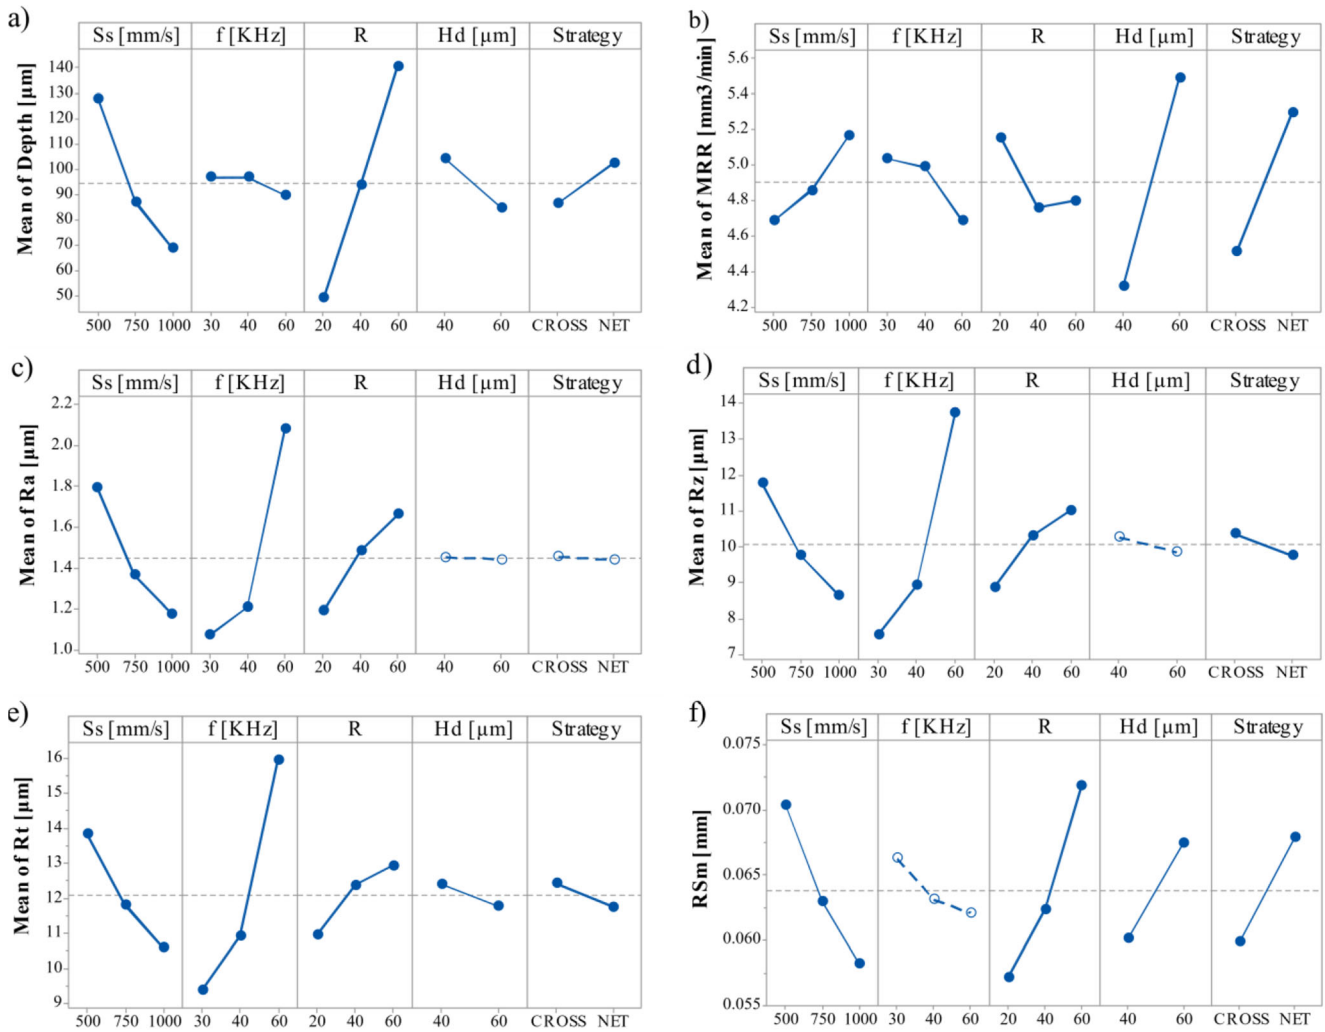 a)
Ss [mm/s] f [KHz] R Hd [µm] Strategy
Mean of Depth [µm]
140
130
120
110
100
90
80
70
60
50
500 750 1000 30 40 60 20 40 60 40 60 CROSS NET
b)
Ss [mm/s] f [KHz] R Hd [µm] Strategy
Mean of MRR [mm3/min]
5.6
5.4
5.2
5.0
4.8
4.6
4.4
4.2
500 750 1000 30 40 60 20 40 60 40 60 CROSS NET
c)
Ss [mm/s] f [KHz] R Hd [µm] Strategy
Mean of Ra [µm]
2.2
2.0
1.8
1.6
1.4
1.2
1.0
500 750 1000 30 40 60 20 40 60 40 60 CROSS NET
d)
Ss [mm/s] f [KHz] R Hd [µm] Strategy
Mean of Rz [µm]
14
13
12
11
10
9
8
7
500 750 1000 30 40 60 20 40 60 40 60 CROSS NET
e)
Ss [mm/s] f [KHz] R Hd [µm] Strategy
Mean of Rt [µm]
16
15
14
13
12
11
10
9
500 750 1000 30 40 60 20 40 60 40 60 CROSS NET
f)
Ss [mm/s] f [KHz] R Hd [µm] Strategy
RSm [mm]
0.075
0.070
0.065
0.060
0.055
500 750 1000 30 40 60 20 40 60 40 60 CROSS NET